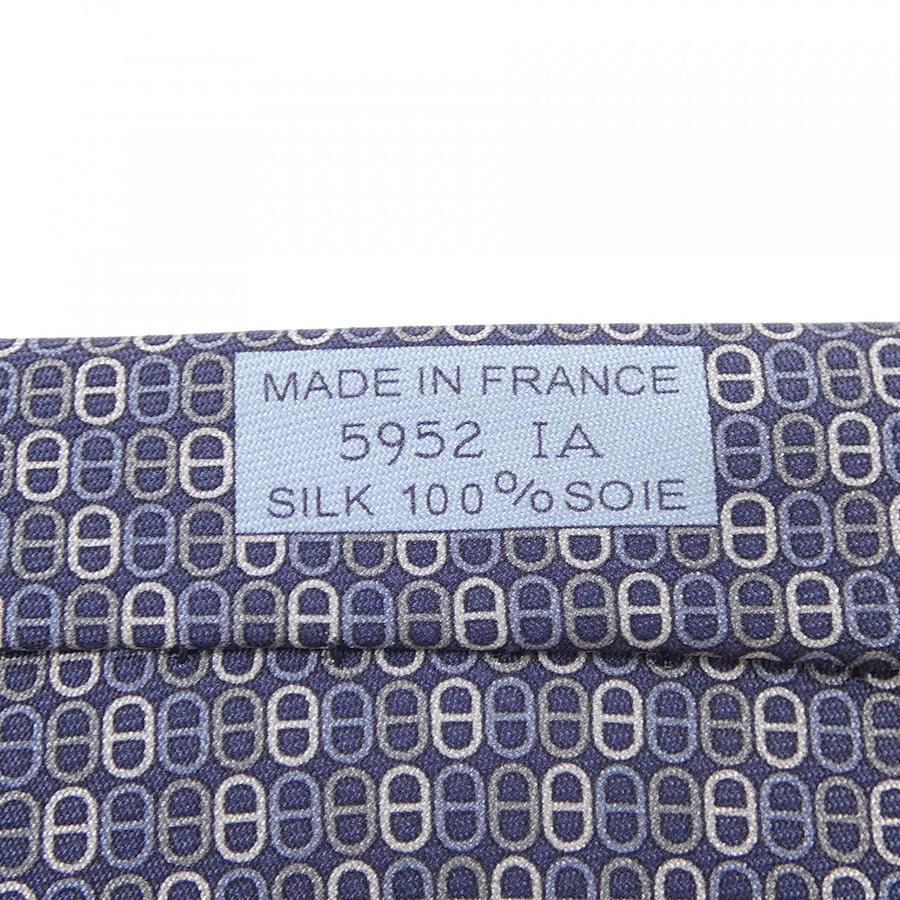 MADE IN FRANCE
5952 IA
SILK 100% SOIE